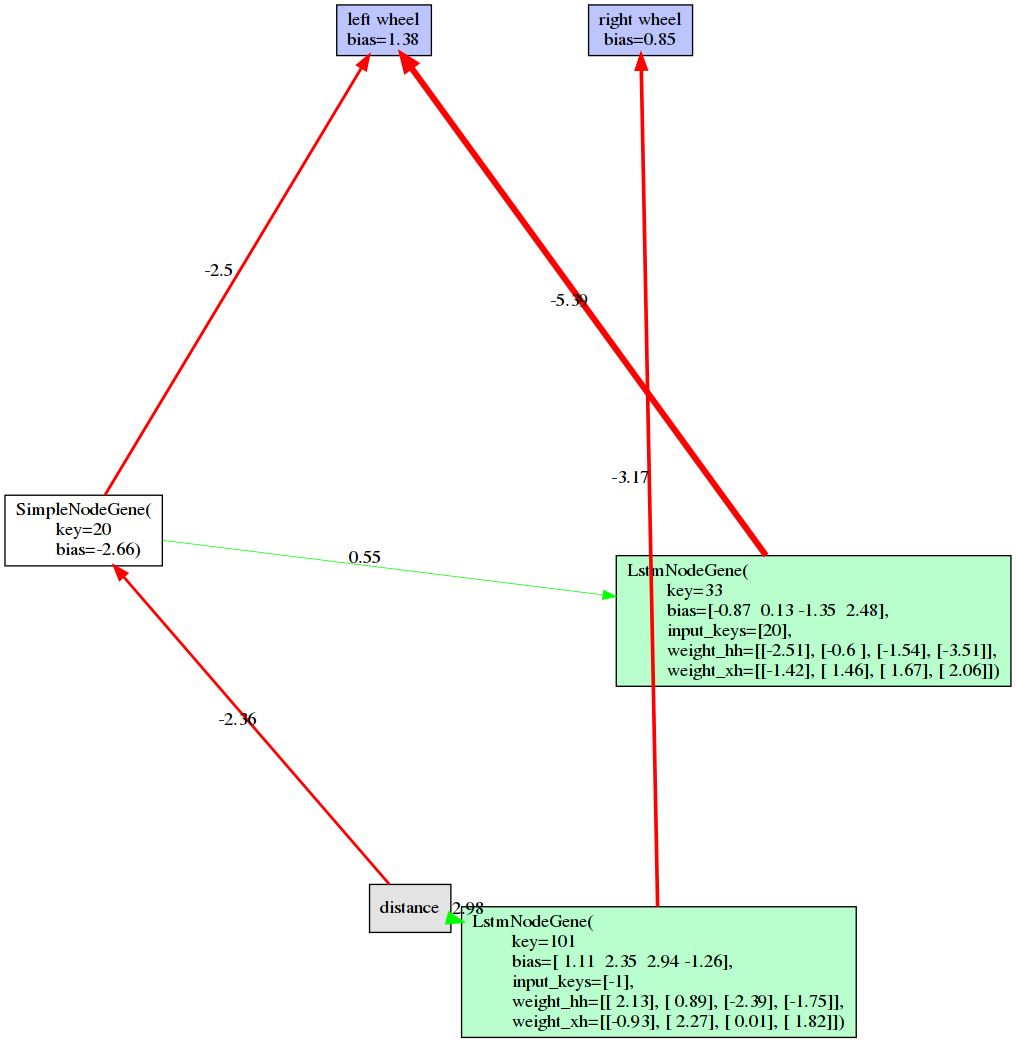 left wheel
bias=1.38
right wheel
bias=0.85
-2.5
-5.39
-3.17
SimpleNodeGene(
key=20
bias=-2.66)
0.55
LstmNodeGene(
key=33
bias=[-0.87 0.13 -1.35 2.48],
input_keys=[20],
weight_hh=[[-2.51], [-0.6 ], [-1.54], [-3.51]],
weight_xh=[[-1.42], [ 1.46], [ 1.67], [ 2.06]])
-2.36
distance
2.98
LstmNodeGene(
key=101
bias=[ 1.11 2.35 2.94 -1.26],
input_keys=[-1],
weight_hh=[[ 2.13], [ 0.89], [-2.39], [-1.75]],
weight_xh=[[-0.93], [ 2.27], [ 0.01], [ 1.82]])